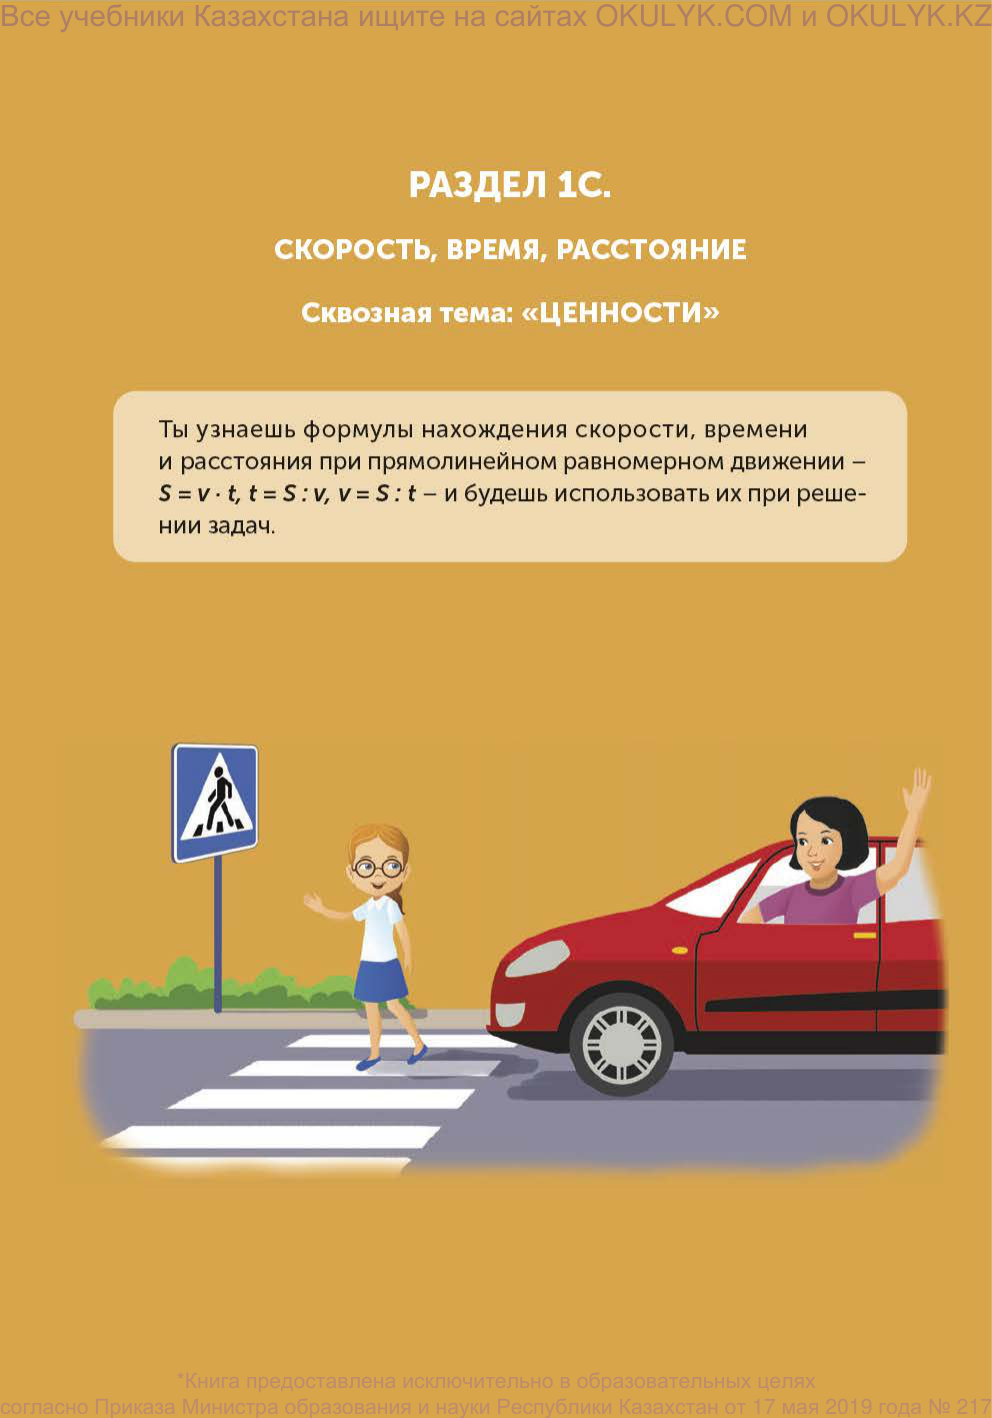 Все учебники Казахстана ищите на сайтах OKULYK.COM и OKULYK.KZ
РАЗДЕЛ 1С.
СКОРОСТЬ, ВРЕМЯ, РАССТОЯНИЕ
Сквозная тема: «ЦЕННОСТИ»
Ты узнаешь формулы нахождения скорости, времени
и расстояния при прямолинейном равномерном движении –
S = v · t, t = S : v, v = S : t – и будешь использовать их при реше-
нии задач.
*Книга предоставлена исключительно в образовательных целях
согласно Приказа Министра образования и науки Республики Казахстан от 17 мая 2019 года № 217